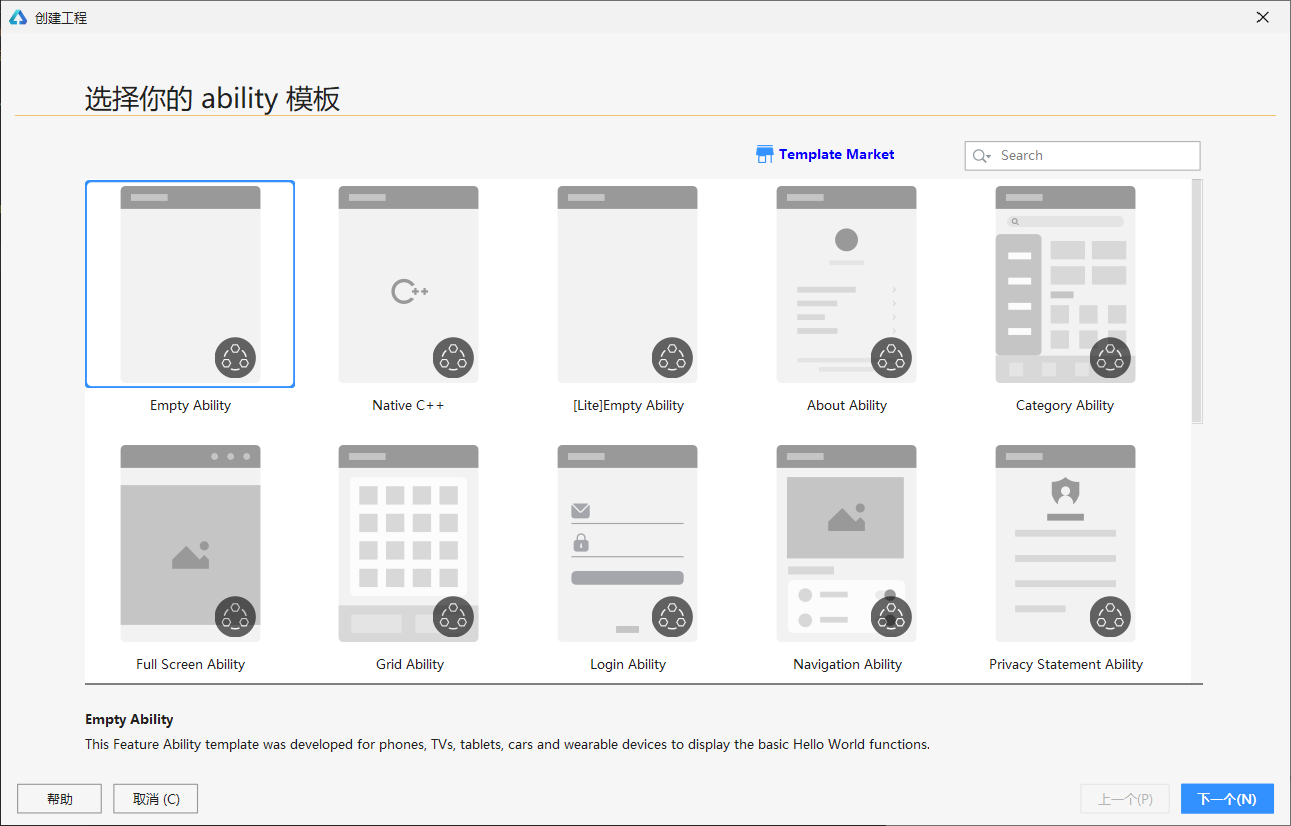 创建工程
选择你的 ability 模板
Template Market
Search
C++
Empty Ability
Native C++
[Lite]Empty Ability
About Ability
Category Ability
Full Screen Ability
Grid Ability
Login Ability
Navigation Ability
Privacy Statement Ability
Empty Ability
This Feature Ability template was developed for phones, TVs, tablets, cars and wearable devices to display the basic Hello World functions.
帮助
取消 (C)
上一个(P)
下一个(N)